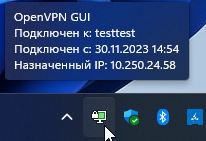 OpenVPN GUI
Подключен к: testtest
Подключен с: 30.11.2023 14:54
Назначенный IP: 10.250.24.58